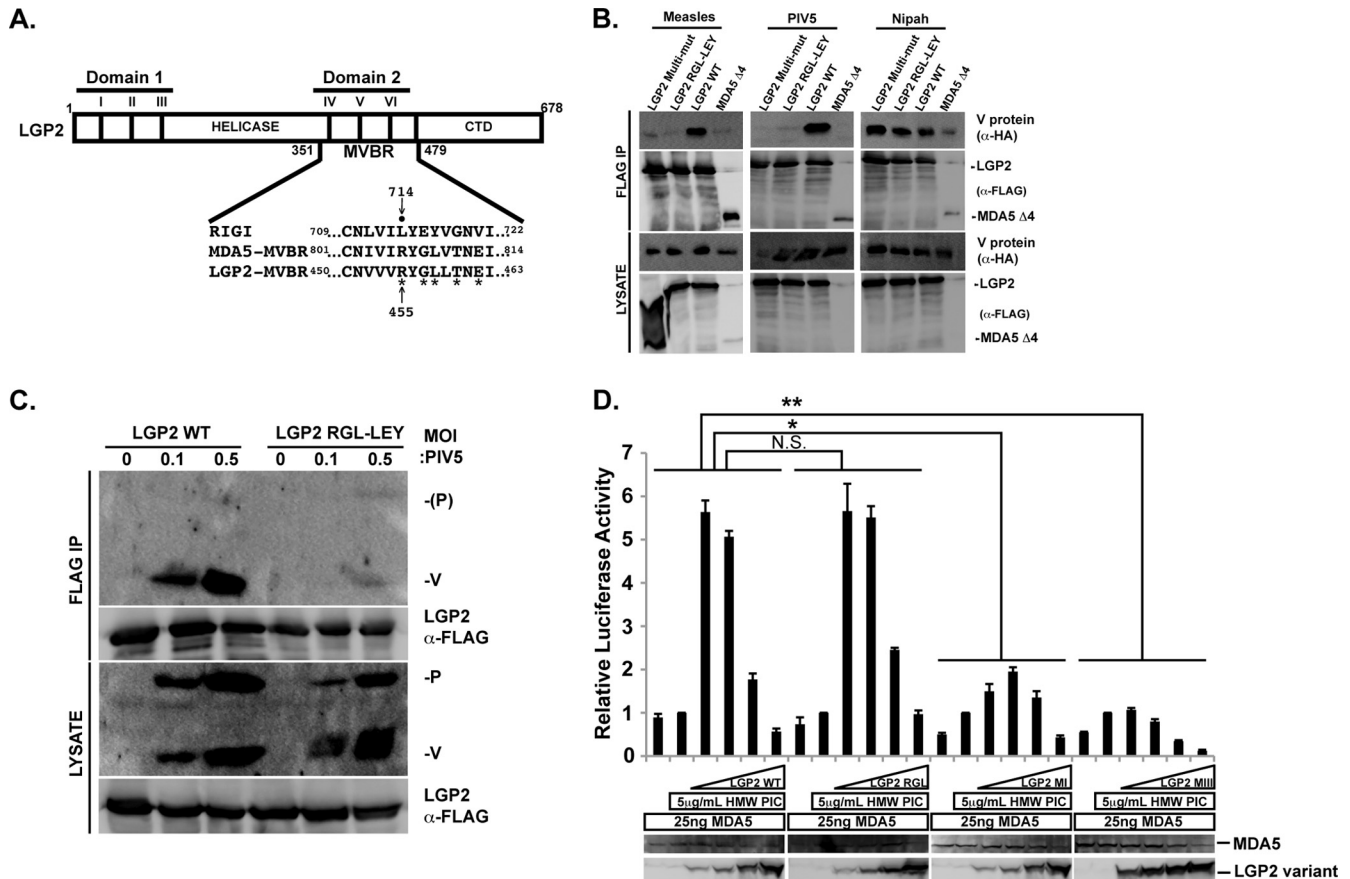 A.
Domain 1
Domain 2
1
I
II
III
IV
V
VI
678
LGP2
HELICASE
CTD
351
MVBR
479
714
RIGI 709...CNLVILYEYVGNVI...722
MDA5-MVBR 801...CNIVIRYGLVTNEI...814
LGP2-MVBR 450...CNVVVRYGLLTNEI...463
* ** * *
455
B.
Measles
PIV5
Nipah
LGP2 Multi-mut
LGP2 RGL-LEY
LGP2 WT
MDA5 Δ4
LGP2 Multi-mut
LGP2 RGL-LEY
LGP2 WT
MDA5 Δ4
LGP2 Multi-mut
LGP2 RGL-LEY
LGP2 WT
MDA5 Δ4
FLAG IP
V protein
(α-HA)
-LGP2
(α-FLAG)
-MDA5 Δ4
LYSATE
V protein
(α-HA)
-LGP2
(α-FLAG)
-MDA5 Δ4
C.
LGP2 WT
LGP2 RGL-LEY
MOI
0 0.1 0.5 0 0.1 0.5 :PIV5
FLAG IP
-(P)
-V
LGP2
α-FLAG
LYSATE
-P
-V
LGP2
α-FLAG
D.
**
*
N.S.
Relative Luciferase Activity
7
6
5
4
3
2
1
0
LGP2 WT
LGP2 RGL
LGP2 MI
LGP2 MIII
5μg/mL HMW PIC
5μg/mL HMW PIC
5μg/mL HMW PIC
5μg/mL HMW PIC
25ng MDA5
25ng MDA5
25ng MDA5
25ng MDA5
MDA5
LGP2 variant